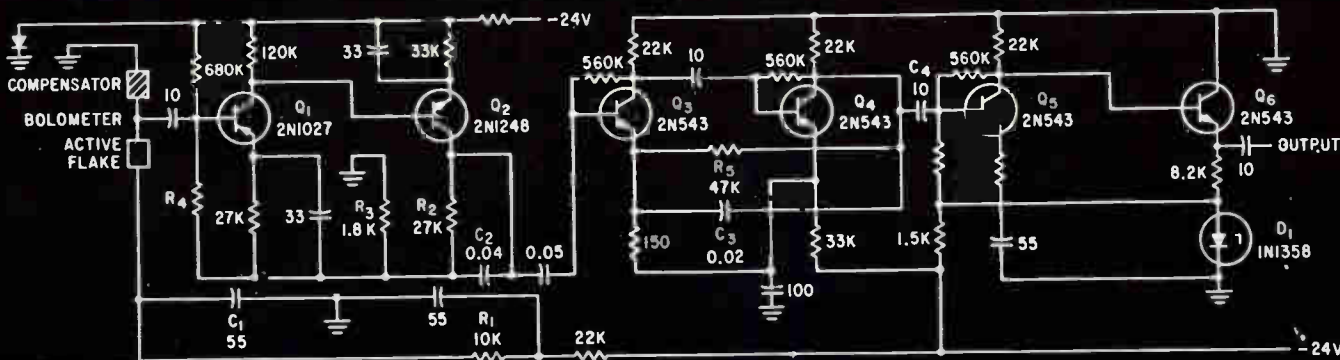 -24V
COMPENSATOR
BOLOMETER
ACTIVE
FLAKE
10
680K
120K
R4
27K
Q1
2N1027
33
33
33K
Q2
2N1248
R3
1.8K
R2
27K
C2
0.04
0.05
C1
55
55
R1
10K
22K
560K
22K
Q3
2N543
10
R5
47K
C3
0.02
150
100
560K
22K
Q4
2N543
33K
C4
10
560K
22K
Q5
2N543
1.5K
55
Q6
2N543
10
OUTPUT
8.2K
D1
1N1358
-24V